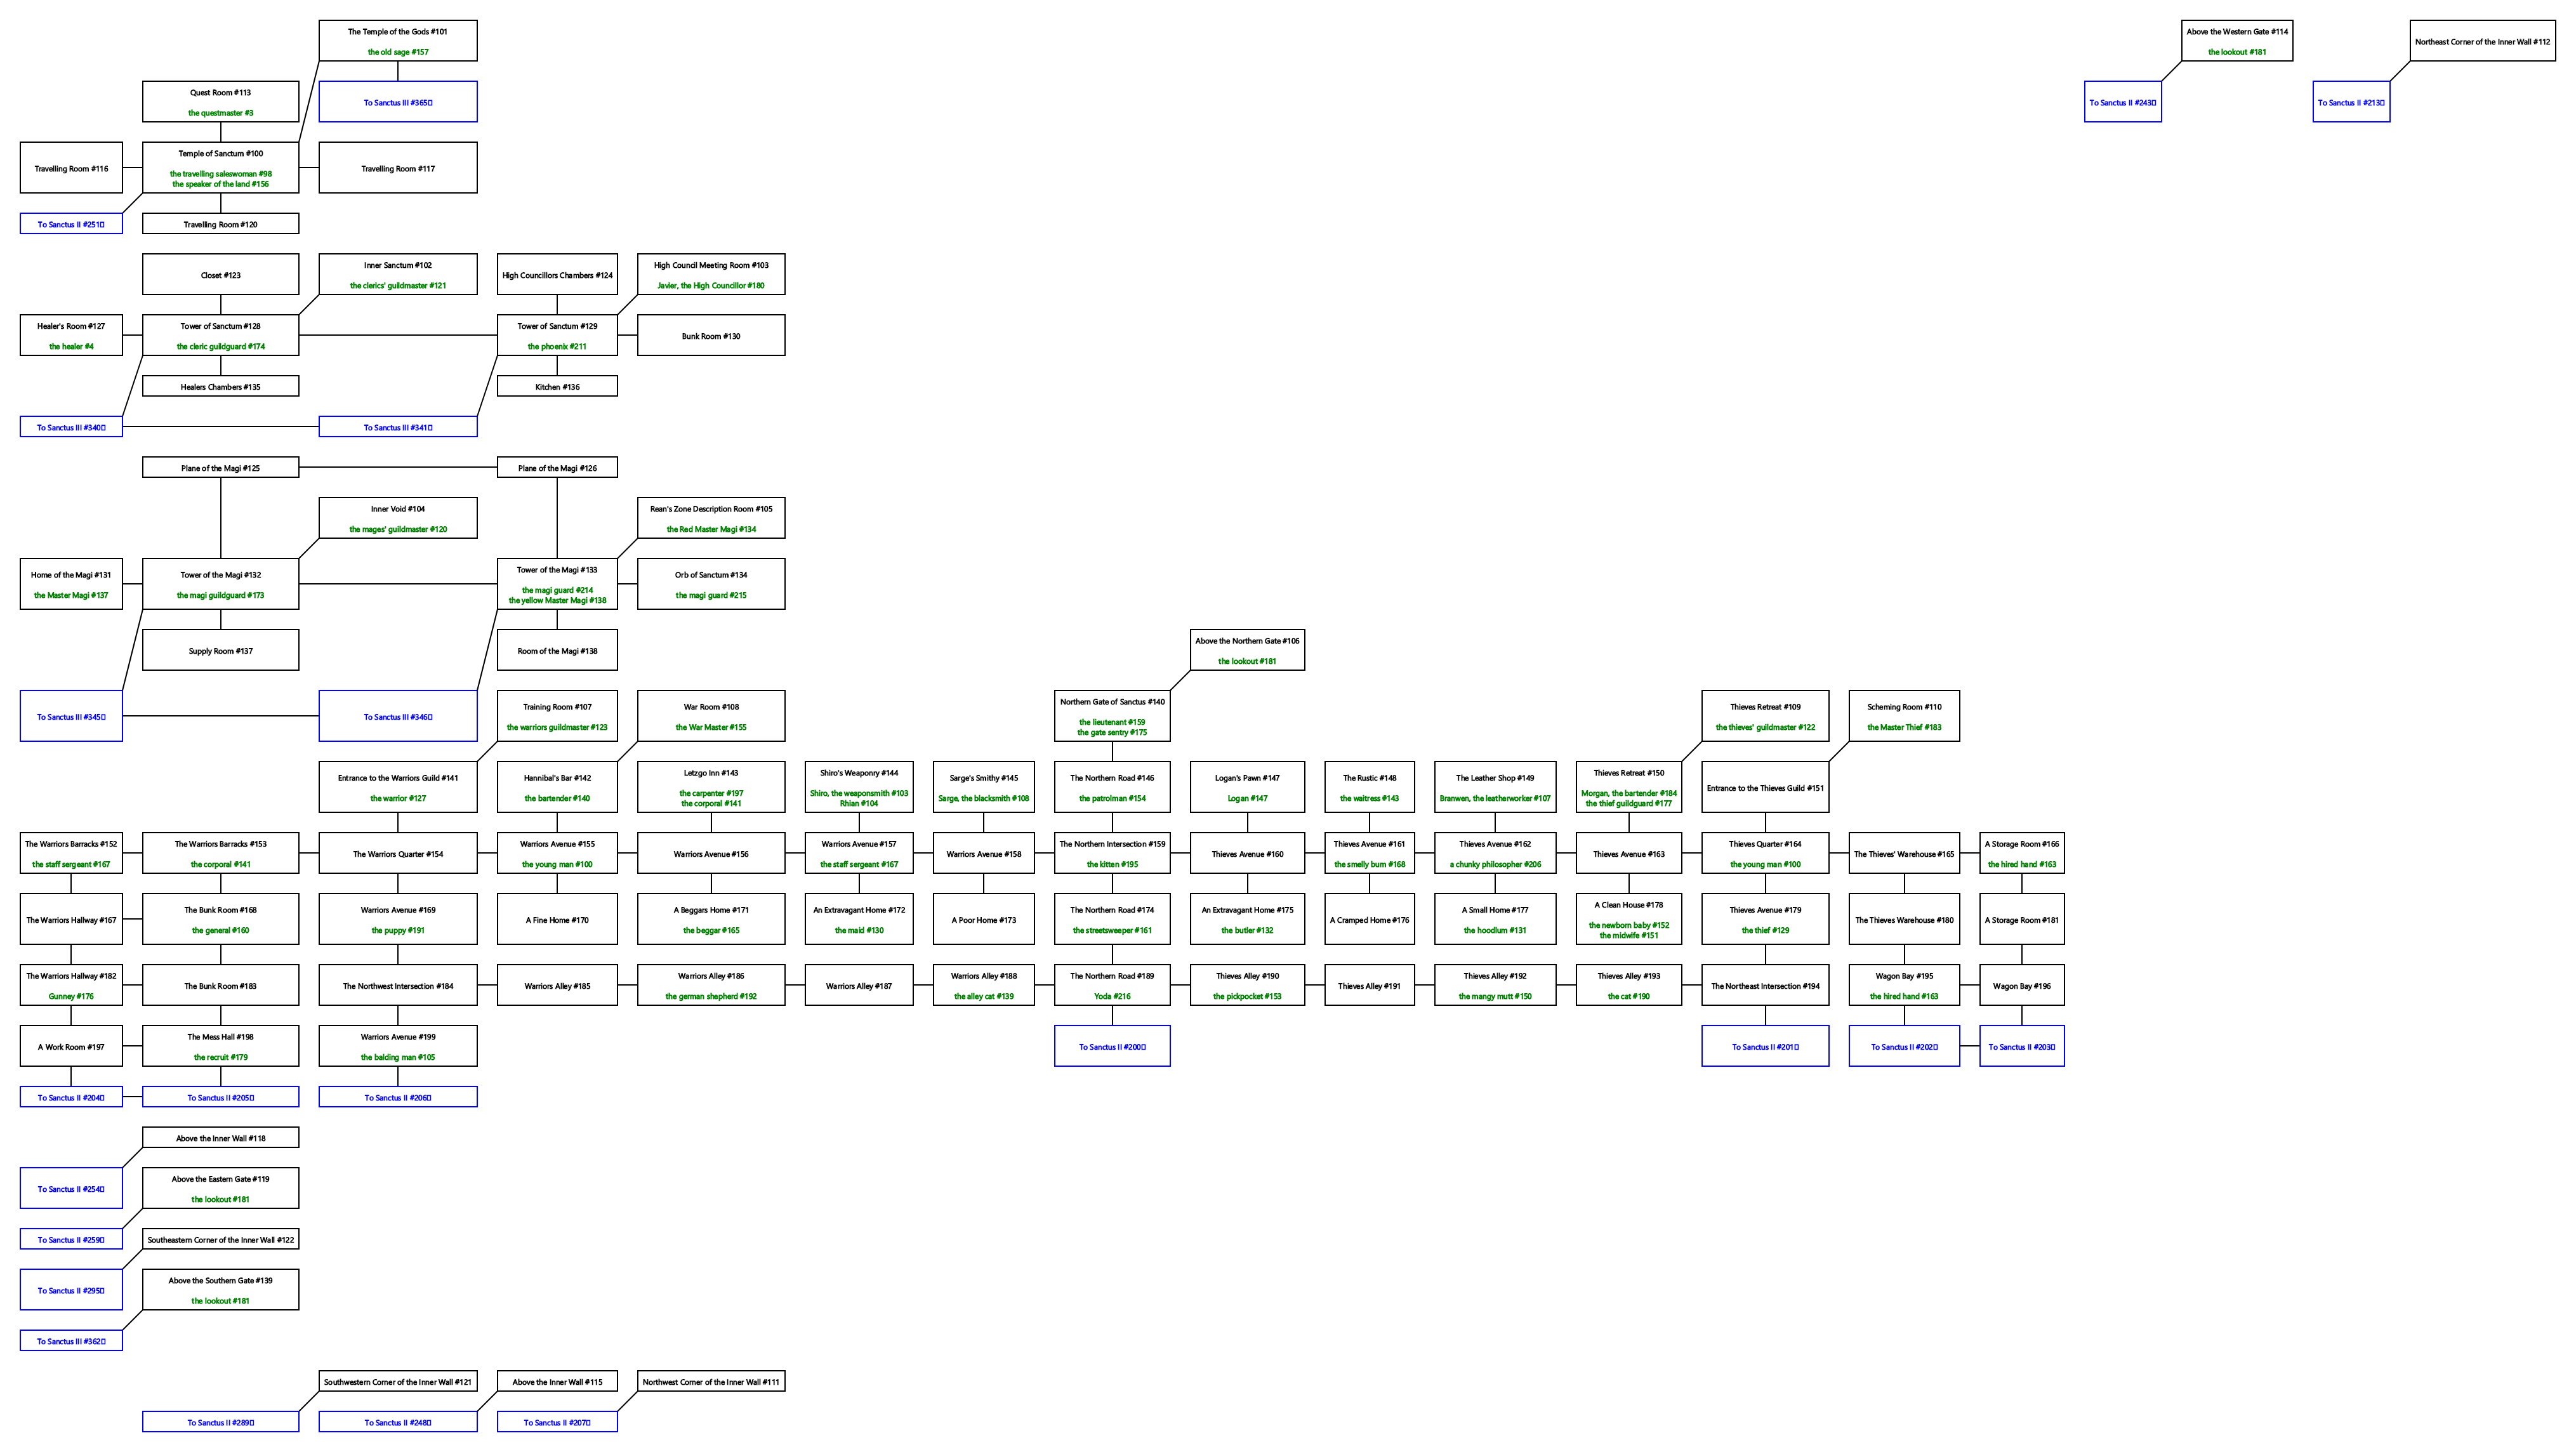 The Temple of the Gods #101
the old sage #157
Above the Western Gate #114
the lookout #181
Northeast Corner of the Inner Wall #112
Quest Room #113
the questmaster #3
To Sanctus III #365
To Sanctus II #243
To Sanctus II #213
Travelling Room #116
Temple of Sanctum #100
the travelling saleswoman #98
the speaker of the land #156
Travelling Room #117
To Sanctus II #251
Travelling Room #120
Closet #123
Inner Sanctum #102
the clerics' guildmaster #121
High Councillors Chambers #124
High Council Meeting Room #103
Javier, the High Councillor #180
Healer's Room #127
the healer #4
Tower of Sanctum #128
the cleric guildguard #174
Tower of Sanctum #129
the phoenix #211
Bunk Room #130
Healers Chambers #135
Kitchen #136
To Sanctus III #340
To Sanctus III #341
Plane of the Magi #125
Plane of the Magi #126
Inner Void #104
the mages' guildmaster #120
Rean's Zone Description Room #105
the Red Master Magi #134
Home of the Magi #131
the Master Magi #137
Tower of the Magi #132
the magi guildguard #173
Tower of the Magi #133
the magi guard #214
the yellow Master Magi #138
Orb of Sanctum #134
the magi guard #215
Supply Room #137
Room of the Magi #138
Above the Northern Gate #106
the lookout #181
To Sanctus III #345
To Sanctus III #346
Training Room #107
the warriors guildmaster #123
War Room #108
the War Master #155
Northern Gate of Sanctus #140
the lieutenant #159
the gate sentry #175
Thieves Retreat #109
the thieves' guildmaster #122
Scheming Room #110
the Master Thief #183
Entrance to the Warriors Guild #141
the warrior #127
Hannibal's Bar #142
the bartender #140
Letzgo Inn #143
the carpenter #197
the corporal #141
Shiro's Weaponry #144
Shiro, the weaponsmith #103
Rhian #104
Sarge's Smithy #145
Sarge, the blacksmith #108
The Northern Road #146
the patrolman #154
Logan's Pawn #147
Logan #147
The Rustic #148
the waitress #143
The Leather Shop #149
Branwen, the leatherworker #107
Thieves Retreat #150
Morgan, the bartender #184
the thief guildguard #177
Entrance to the Thieves Guild #151
The Warriors Barracks #152
the staff sergeant #167
The Warriors Barracks #153
the corporal #141
The Warriors Quarter #154
Warriors Avenue #155
the young man #100
Warriors Avenue #156
Warriors Avenue #157
the staff sergeant #167
Warriors Avenue #158
The Northern Intersection #159
the kitten #195
Thieves Avenue #160
Thieves Avenue #161
the smelly bum #168
Thieves Avenue #162
a chunky philosopher #206
Thieves Avenue #163
Thieves Quarter #164
the young man #100
The Thieves' Warehouse #165
A Storage Room #166
the hired hand #163
The Warriors Hallway #167
The Bunk Room #168
the general #160
Warriors Avenue #169
the puppy #191
A Fine Home #170
A Beggars Home #171
the beggar #165
An Extravagant Home #172
the maid #130
A Poor Home #173
The Northern Road #174
the streetsweeper #161
An Extravagant Home #175
the butler #132
A Cramped Home #176
A Small Home #177
the hoodlum #131
A Clean House #178
the newborn baby #152
the midwife #151
Thieves Avenue #179
the thief #129
The Thieves Warehouse #180
A Storage Room #181
The Warriors Hallway #182
Gunney #176
The Bunk Room #183
The Northwest Intersection #184
Warriors Alley #185
Warriors Alley #186
the german shepherd #192
Warriors Alley #187
Warriors Alley #188
the alley cat #139
The Northern Road #189
Yoda #216
Thieves Alley #190
the pickpocket #153
Thieves Alley #191
Thieves Alley #192
the mangy mutt #150
Thieves Alley #193
the cat #190
The Northeast Intersection #194
Wagon Bay #195
the hired hand #163
Wagon Bay #196
A Work Room #197
The Mess Hall #198
the recruit #179
Warriors Avenue #199
the balding man #105
To Sanctus II #200
To Sanctus II #201
To Sanctus II #202
To Sanctus II #203
To Sanctus II #204
To Sanctus II #205
To Sanctus II #206
Above the Inner Wall #118
To Sanctus II #254
Above the Eastern Gate #119
the lookout #181
To Sanctus II #259
Southeastern Corner of the Inner Wall #122
To Sanctus II #295
Above the Southern Gate #139
the lookout #181
To Sanctus III #362
Southwestern Corner of the Inner Wall #121
Above the Inner Wall #115
Northwest Corner of the Inner Wall #111
To Sanctus II #289
To Sanctus II #248
To Sanctus II #207